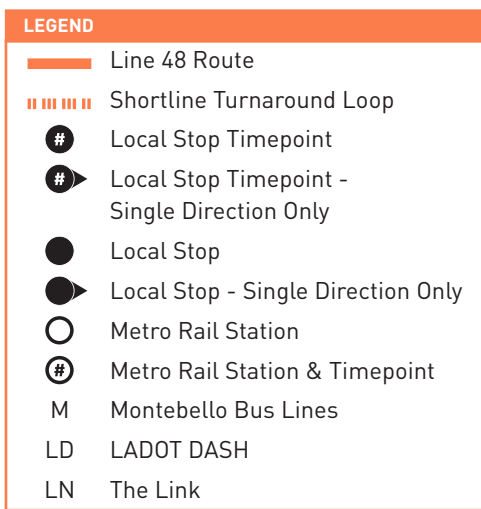 LEGEND
Line 48 Route
Shortline Turnaround Loop
# Local Stop Timepoint
# Local Stop Timepoint -
Single Direction Only
Local Stop
Local Stop - Single Direction Only
Metro Rail Station
# Metro Rail Station & Timepoint
M Montebello Bus Lines
LD LADOT DASH
LN The Link